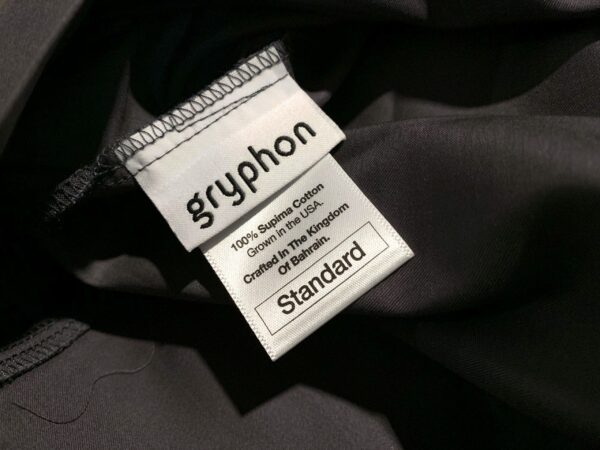 gryphon
100% Supima Cotton
Grown in the USA.
Crafted In The Kingdom
Of Bahrain.
Standard